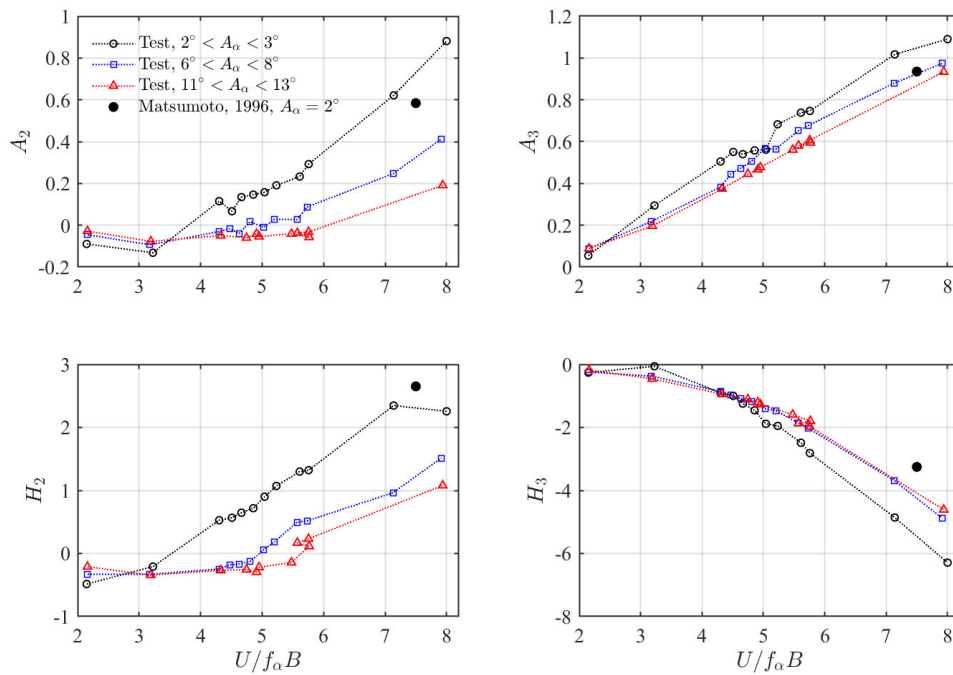 1
0.8
0.6
0.4
0.2
0
-0.2
A₂
Test, 2° < Aα < 3°
Test, 6° < Aα < 8°
Test, 11° < Aα < 13°
Matsumoto, 1996, Aα = 2°
2 3 4 5 6 7 8
1.2
1
0.8
0.6
0.4
0.2
0
A₃
2 3 4 5 6 7 8
3
2
1
0
-1
H₂
2 3 4 5 6 7 8
U/fαB
0
-2
-4
-6
-8
H₃
2 3 4 5 6 7 8
U/fαB